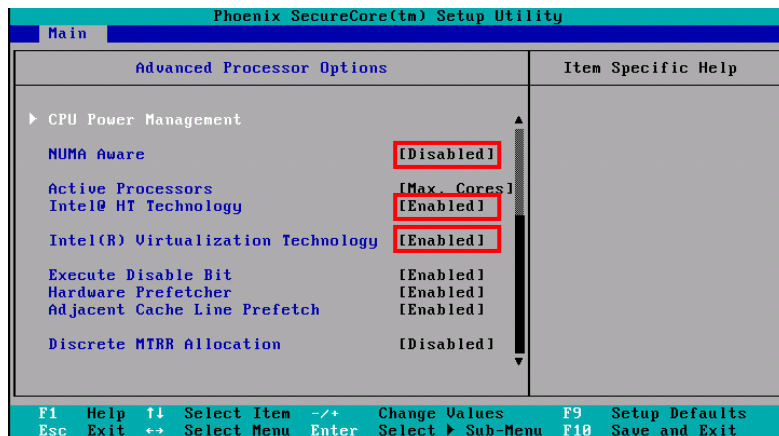 Phoenix SecureCore(tm) Setup Utility
Main
Advanced Processor Options
Item Specific Help
CPU Power Management
NUMA Aware [Disabled]
Active Processors [Max. Cores]
Intel@ HT Technology [Enabled]
Intel(R) Virtualization Technology [Enabled]
Execute Disable Bit [Enabled]
Hardware Prefetcher [Enabled]
Adjacent Cache Line Prefetch [Enabled]
Discrete MTRR Allocation [Disabled]
F1 Help ↑↓ Select Item -/+ Change Values F9 Setup Defaults
Esc Exit ↔ Select Menu Enter Select ▶ Sub-Menu F10 Save and Exit